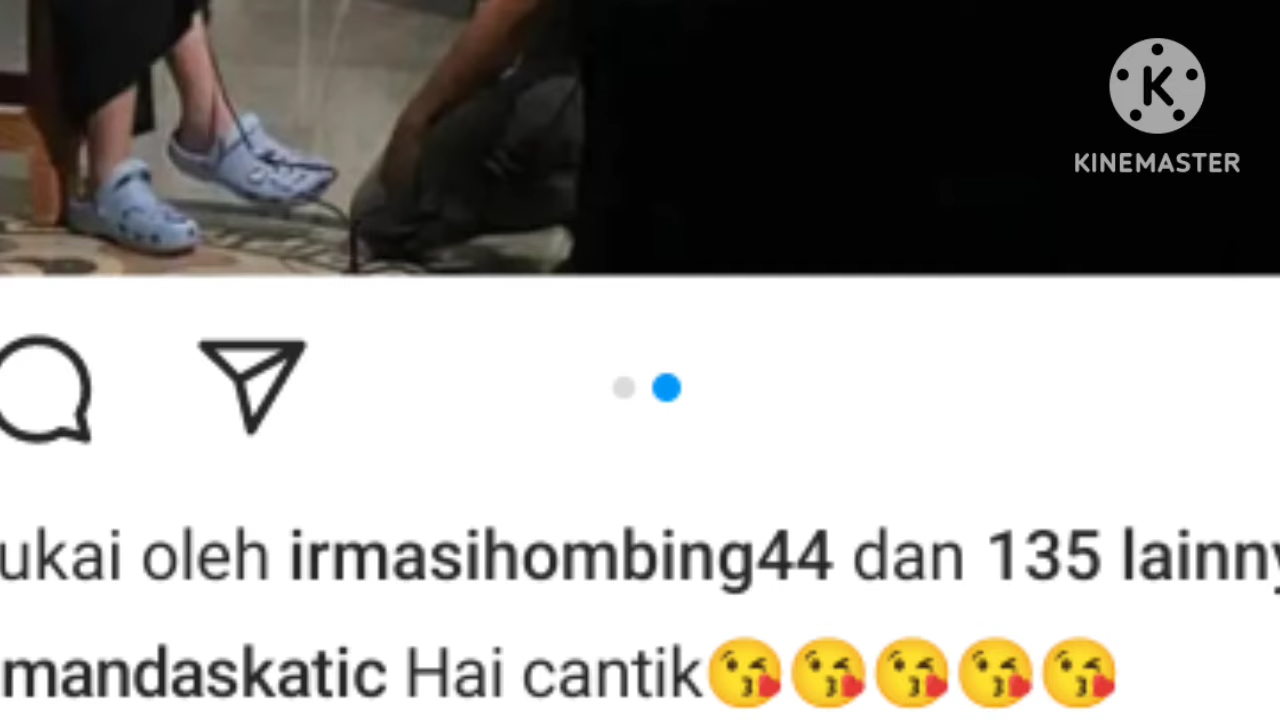 K
KINEMASTER
ukai oleh irmasihombing44 dan 135 lainny
mandaskatic Hai cantik😘😘😘😘😘